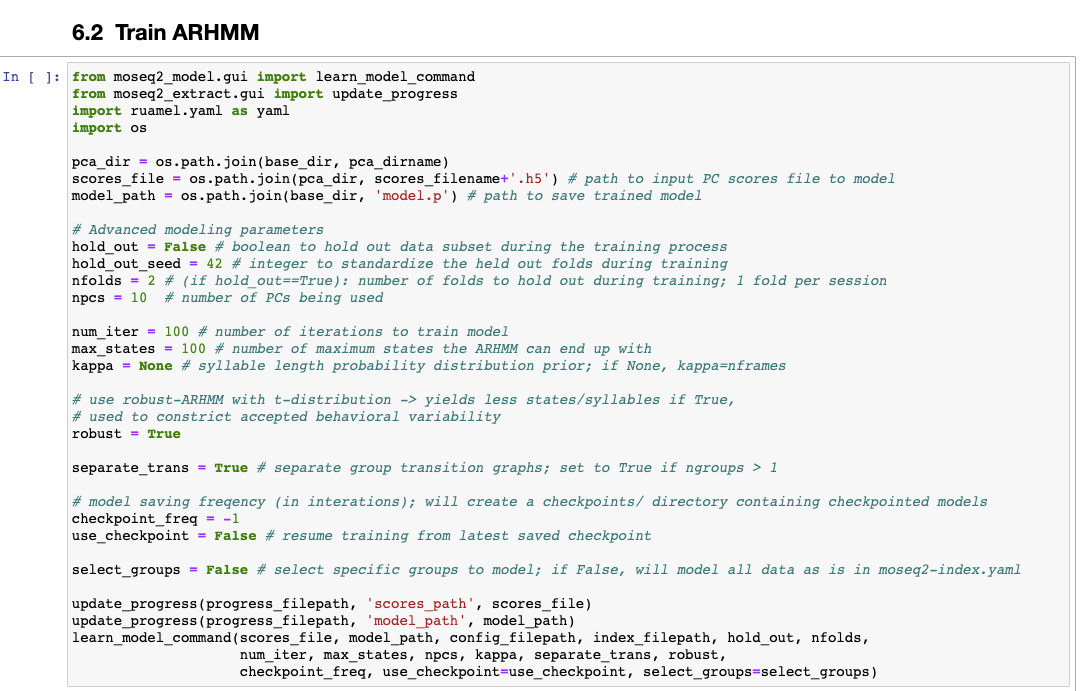 6.2 Train ARHMM
In [ ]: from moseq2_model.gui import learn_model_command
from moseq2_extract.gui import update_progress
import ruamel.yaml as yaml
import os
pca_dir = os.path.join(base_dir, pca_dirname)
scores_file = os.path.join(pca_dir, scores_filename+'.h5') # path to input PC scores file to model
model_path = os.path.join(base_dir, 'model.p') # path to save trained model
# Advanced modeling parameters
hold_out = False # boolean to hold out data subset during the training process
hold_out_seed = 42 # integer to standardize the held out folds during training
nfolds = 2 # (if hold_out==True): number of folds to hold out during training; 1 fold per session
npcs = 10  # number of PCs being used
num_iter = 100 # number of iterations to train model
max_states = 100 # number of maximum states the ARHMM can end up with
kappa = None # syllable length probability distribution prior; if None, kappa=nframes
# use robust-ARHMM with t-distribution -> yields less states/syllables if True,
# used to constrict accepted behavioral variability
robust = True
separate_trans = True # separate group transition graphs; set to True if ngroups > 1
# model saving freqency (in interations); will create a checkpoints/ directory containing checkpointed models
checkpoint_freq = -1
use_checkpoint = False # resume training from latest saved checkpoint
select_groups = False # select specific groups to model; if False, will model all data as is in moseq2-index.yaml
update_progress(progress_filepath, 'scores_path', scores_file)
update_progress(progress_filepath, 'model_path', model_path)
learn_model_command(scores_file, model_path, config_filepath, index_filepath, hold_out, nfolds,
num_iter, max_states, npcs, kappa, separate_trans, robust,
checkpoint_freq, use_checkpoint=use_checkpoint, select_groups=select_groups)